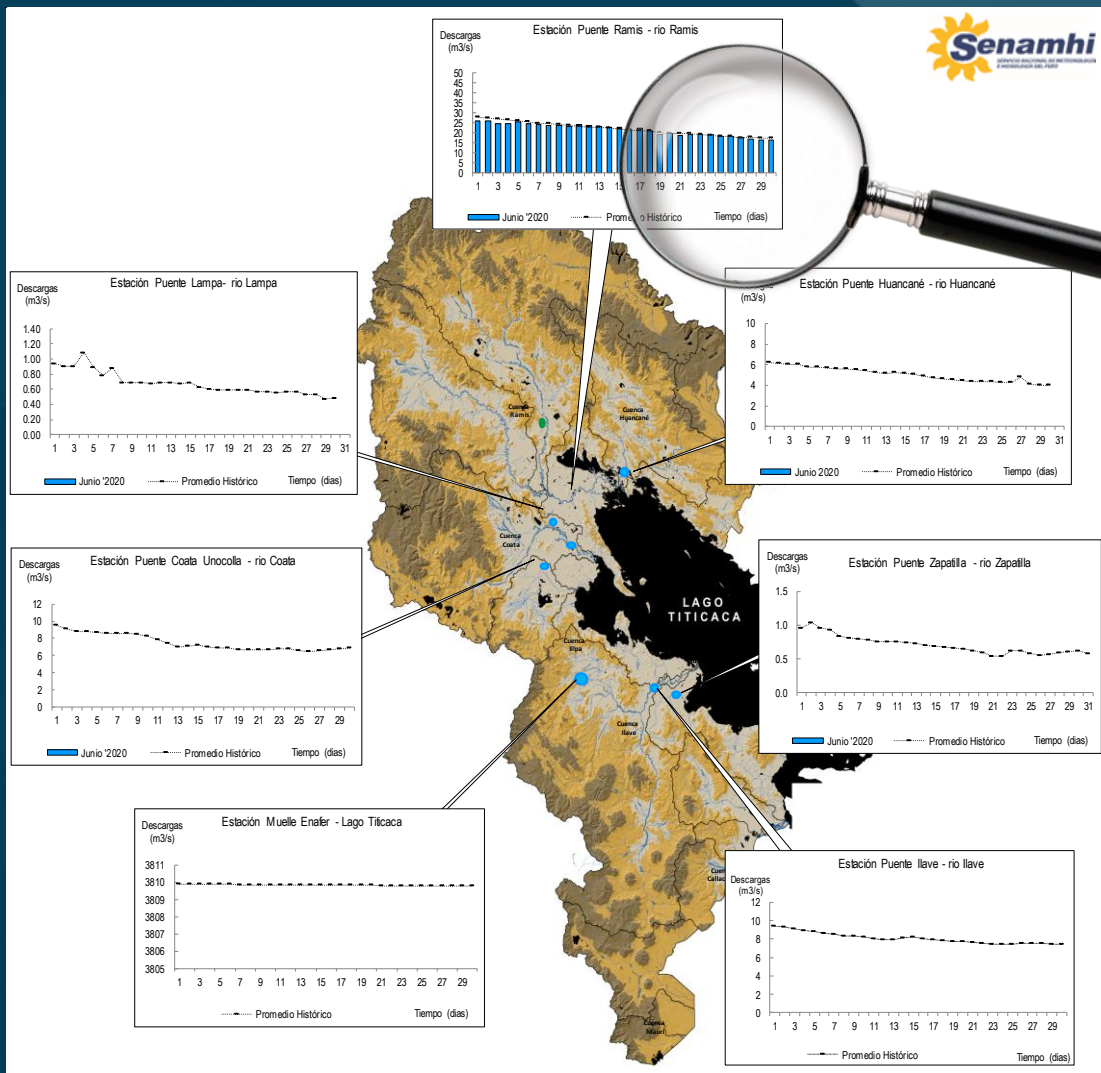 Senamhi
SERVICIO NACIONAL DE METEOROLOGÍA
E HIDROLOGÍA DEL PERÚ
Estación Puente Ramis - rio Ramis
Descargas
(m3/s)
50
45
40
35
30
25
20
15
10
5
0
1 3 5 7 9 11 13 15 17 19 21 23 25 27 29
Junio '2020 Promedio Histórico Tiempo (dias)
Estación Puente Lampa- rio Lampa
Descargas
(m3/s)
1.40
1.20
1.00
0.80
0.60
0.40
0.20
0.00
1 3 5 7 9 11 13 15 17 19 21 23 25 27 29 31
Junio '2020 Promedio Histórico Tiempo (dias)
Estación Puente Huancané - rio Huancané
Descargas
(m3/s)
10
8
6
4
2
0
1 3 5 7 9 11 13 15 17 19 21 23 25 27 29 31
Junio 2020 Promedio Histórico Tiempo (dias)
Cuenca
Ramis
Cuenca
Huancané
Cuenca
Coata
LAGO
TITICACA
Cuenca
Illpa
Cuenca
Ilave
Cuenca
Mauri
Estación Puente Coata Unocolla - rio Coata
Descargas
(m3/s)
12
10
8
6
4
2
0
1 3 5 7 9 11 13 15 17 19 21 23 25 27 29
Junio '2020 Promedio Histórico Tiempo (dias)
Estación Puente Zapatilla - rio Zapatilla
Descargas
(m3/s)
1.5
1.0
0.5
0.0
1 3 5 7 9 11 13 15 17 19 21 23 25 27 29 31
Junio '2020 Promedio Histórico Tiempo (dias)
Estación Muelle Enafer - Lago Titicaca
Descargas
(m3/s)
3811
3810
3809
3808
3807
3806
3805
1 3 5 7 9 11 13 15 17 19 21 23 25 27 29
Promedio Histórico Tiempo (dias)
Estación Puente Ilave - rio Ilave
Descargas
(m3/s)
12
10
8
6
4
2
0
1 3 5 7 9 11 13 15 17 19 21 23 25 27 29
Promedio Histórico Tiempo (dias)